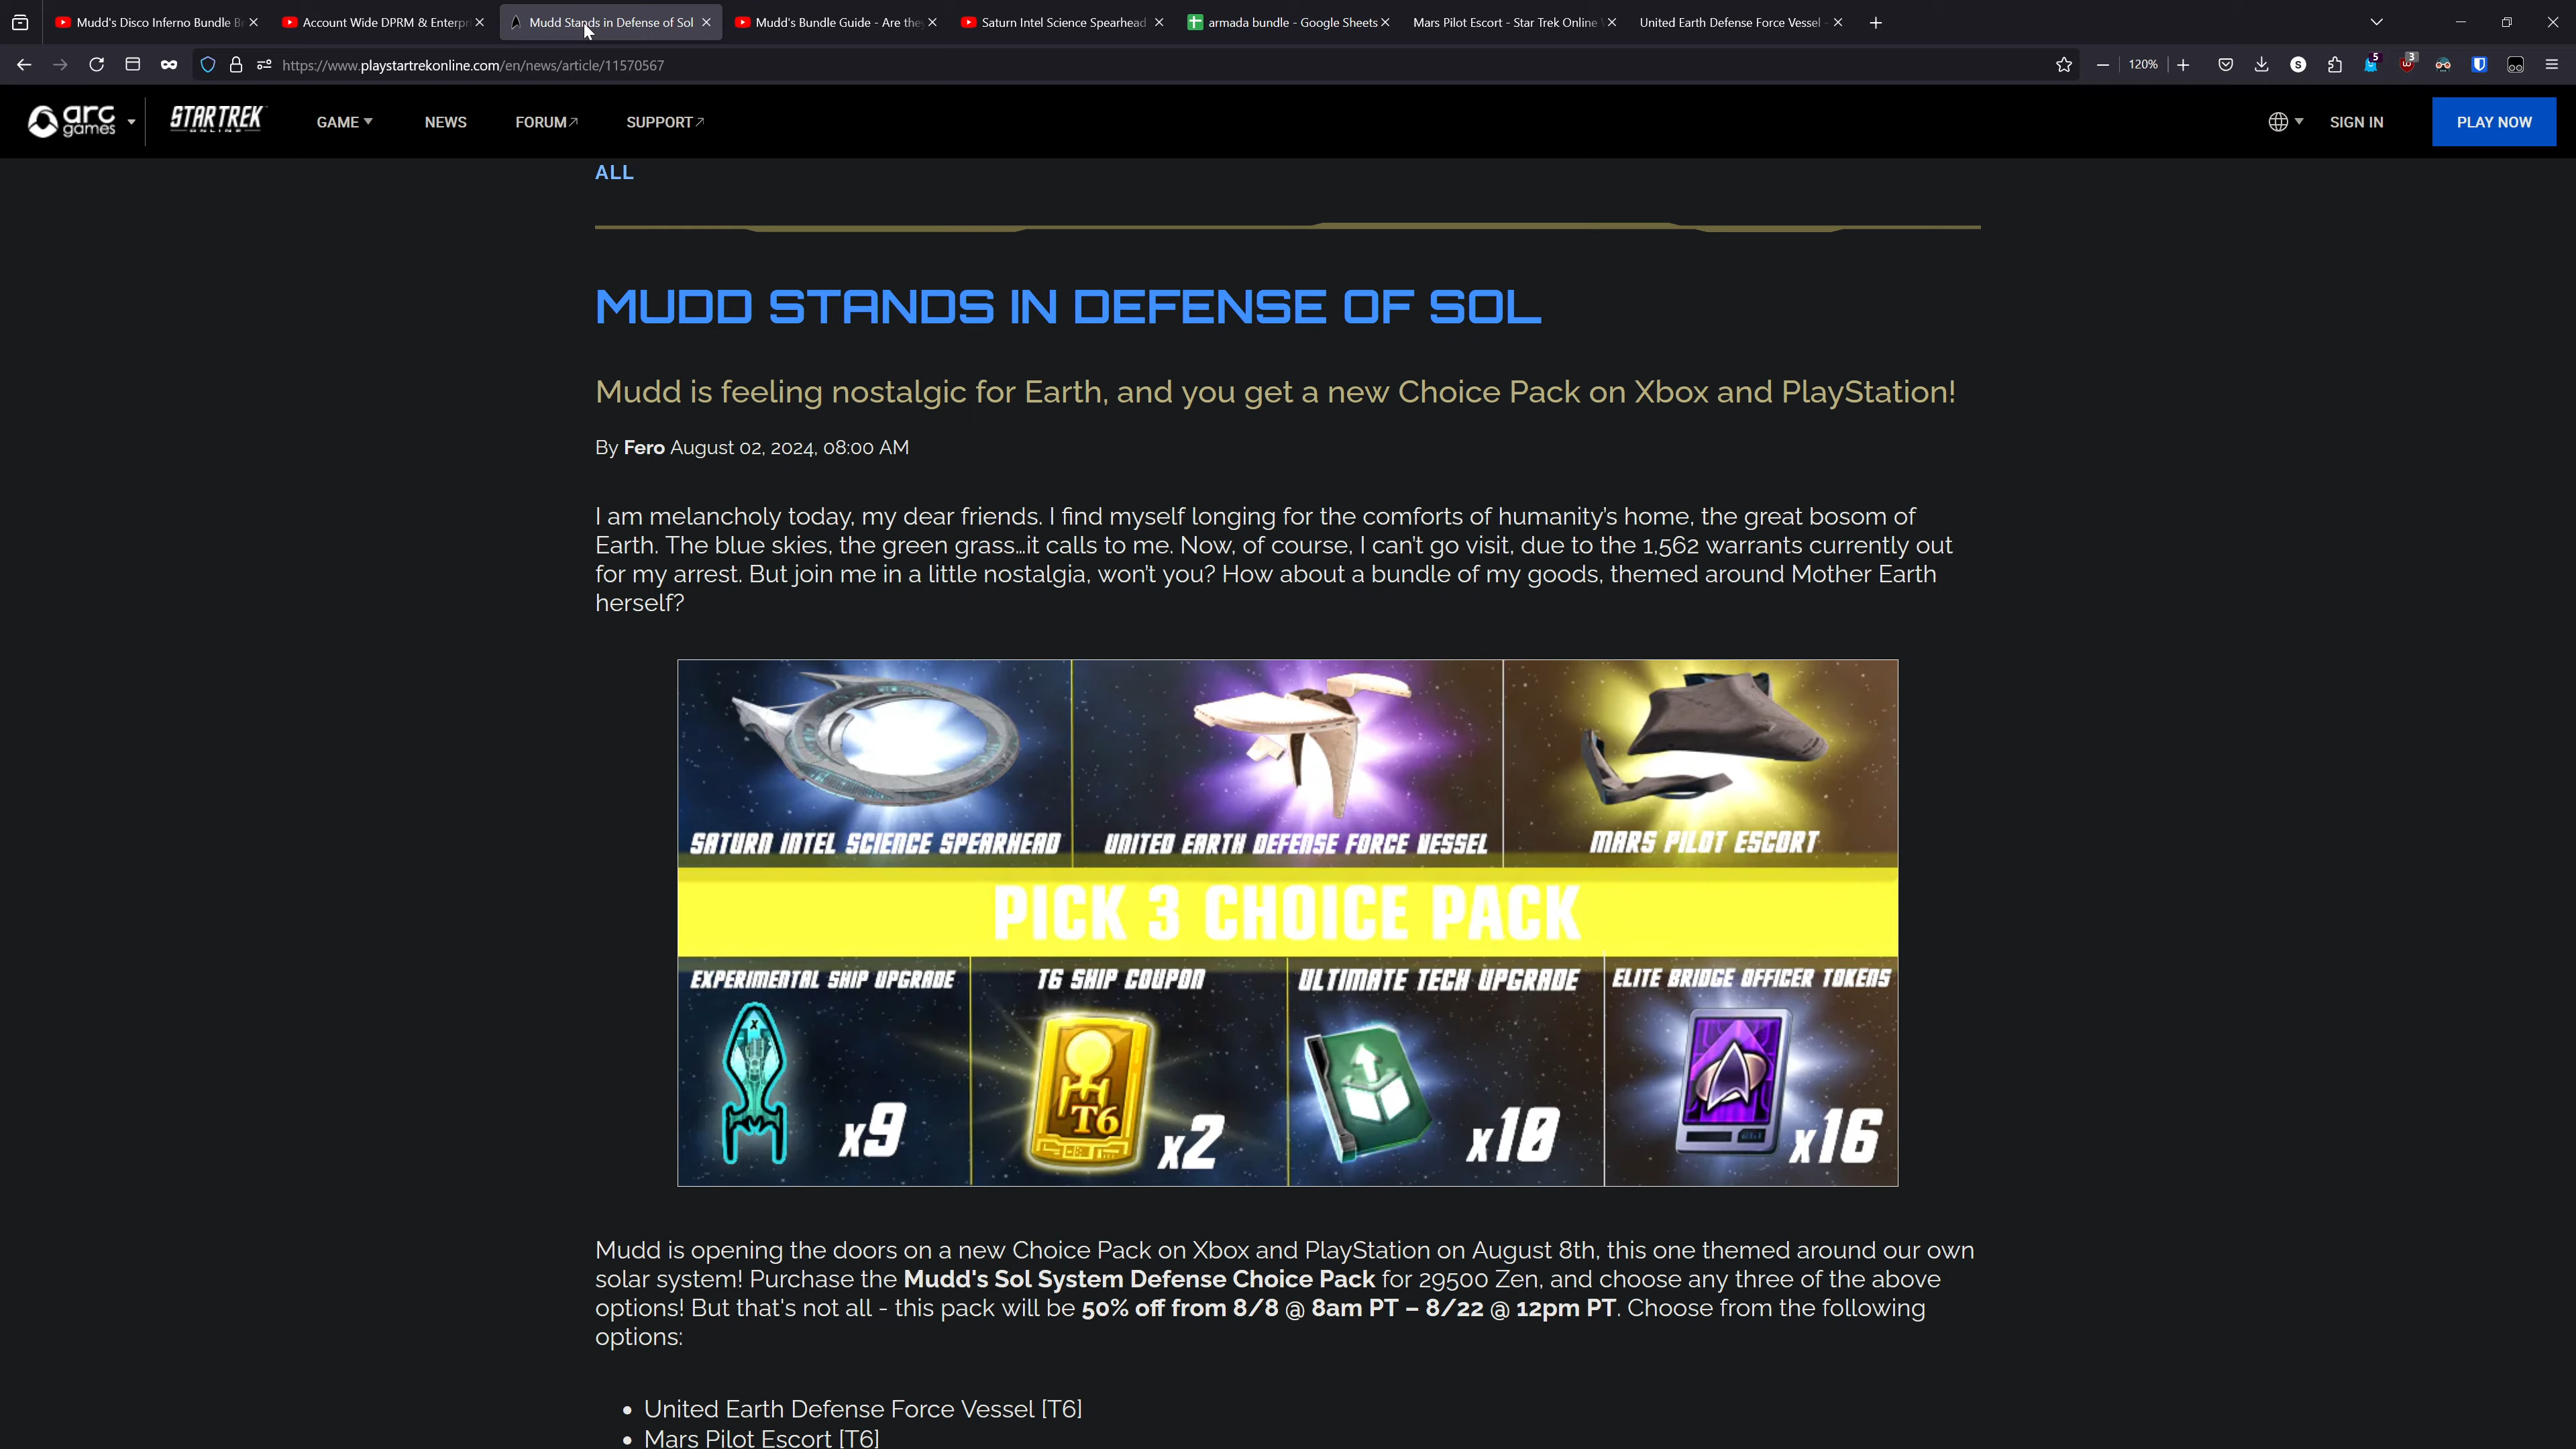 Mudd's Disco Inferno Bundle Br
Account Wide DPRM & Enterpri
Mudd Stands in Defense of Sol
Mudd's Bundle Guide - Are they
Saturn Intel Science Spearhead
armada bundle - Google Sheets
Mars Pilot Escort - Star Trek Online W
United Earth Defense Force Vessel -
https://www.playstartrekonline.com/en/news/article/11570567
120%
S
5
3
arc games
STAR TREK ONLINE
GAME
NEWS
FORUM
SUPPORT
SIGN IN
PLAY NOW
ALL
MUDD STANDS IN DEFENSE OF SOL
Mudd is feeling nostalgic for Earth, and you get a new Choice Pack on Xbox and PlayStation!
By Fero August 02, 2024, 08:00 AM
I am melancholy today, my dear friends. I find myself longing for the comforts of humanity's home, the great bosom of
Earth. The blue skies, the green grass...it calls to me. Now, of course, I can't go visit, due to the 1,562 warrants currently out
for my arrest. But join me in a little nostalgia, won't you? How about a bundle of my goods, themed around Mother Earth
herself?
SATURN INTEL SCIENCE SPEARHEAD
UNITED EARTH DEFENSE FORCE VESSEL
MARS PILOT ESCORT
PICK 3 CHOICE PACK
EXPERIMENTAL SHIP UPGRADE
T6 SHIP COUPON
ULTIMATE TECH UPGRADE
ELITE BRIDGE OFFICER TOKENS
X
T6
x9
x2
x10
x16
Mudd is opening the doors on a new Choice Pack on Xbox and PlayStation on August 8th, this one themed around our own
solar system! Purchase the Mudd's Sol System Defense Choice Pack for 29500 Zen, and choose any three of the above
options! But that's not all - this pack will be 50% off from 8/8 @ 8am PT – 8/22 @ 12pm PT. Choose from the following
options:
• United Earth Defense Force Vessel [T6]
• Mars Pilot Escort [T6]